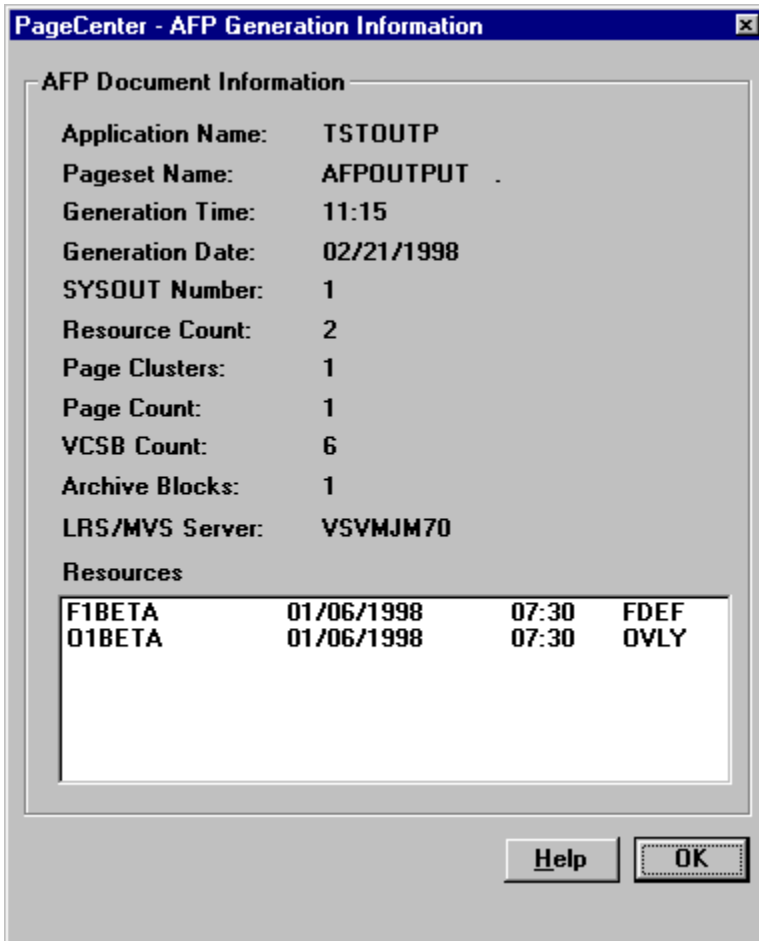 PageCenter - AFP Generation Information
AFP Document Information
Application Name: TSTOUTP
Pageset Name: AFPOUTPUT .
Generation Time: 11:15
Generation Date: 02/21/1998
SYSOUT Number: 1
Resource Count: 2
Page Clusters: 1
Page Count: 1
VCSB Count: 6
Archive Blocks: 1
LRS/MVS Server: VSVMJM70
Resources
F1BETA 01/06/1998 07:30 FDEF
O1BETA 01/06/1998 07:30 OVLY
Help OK